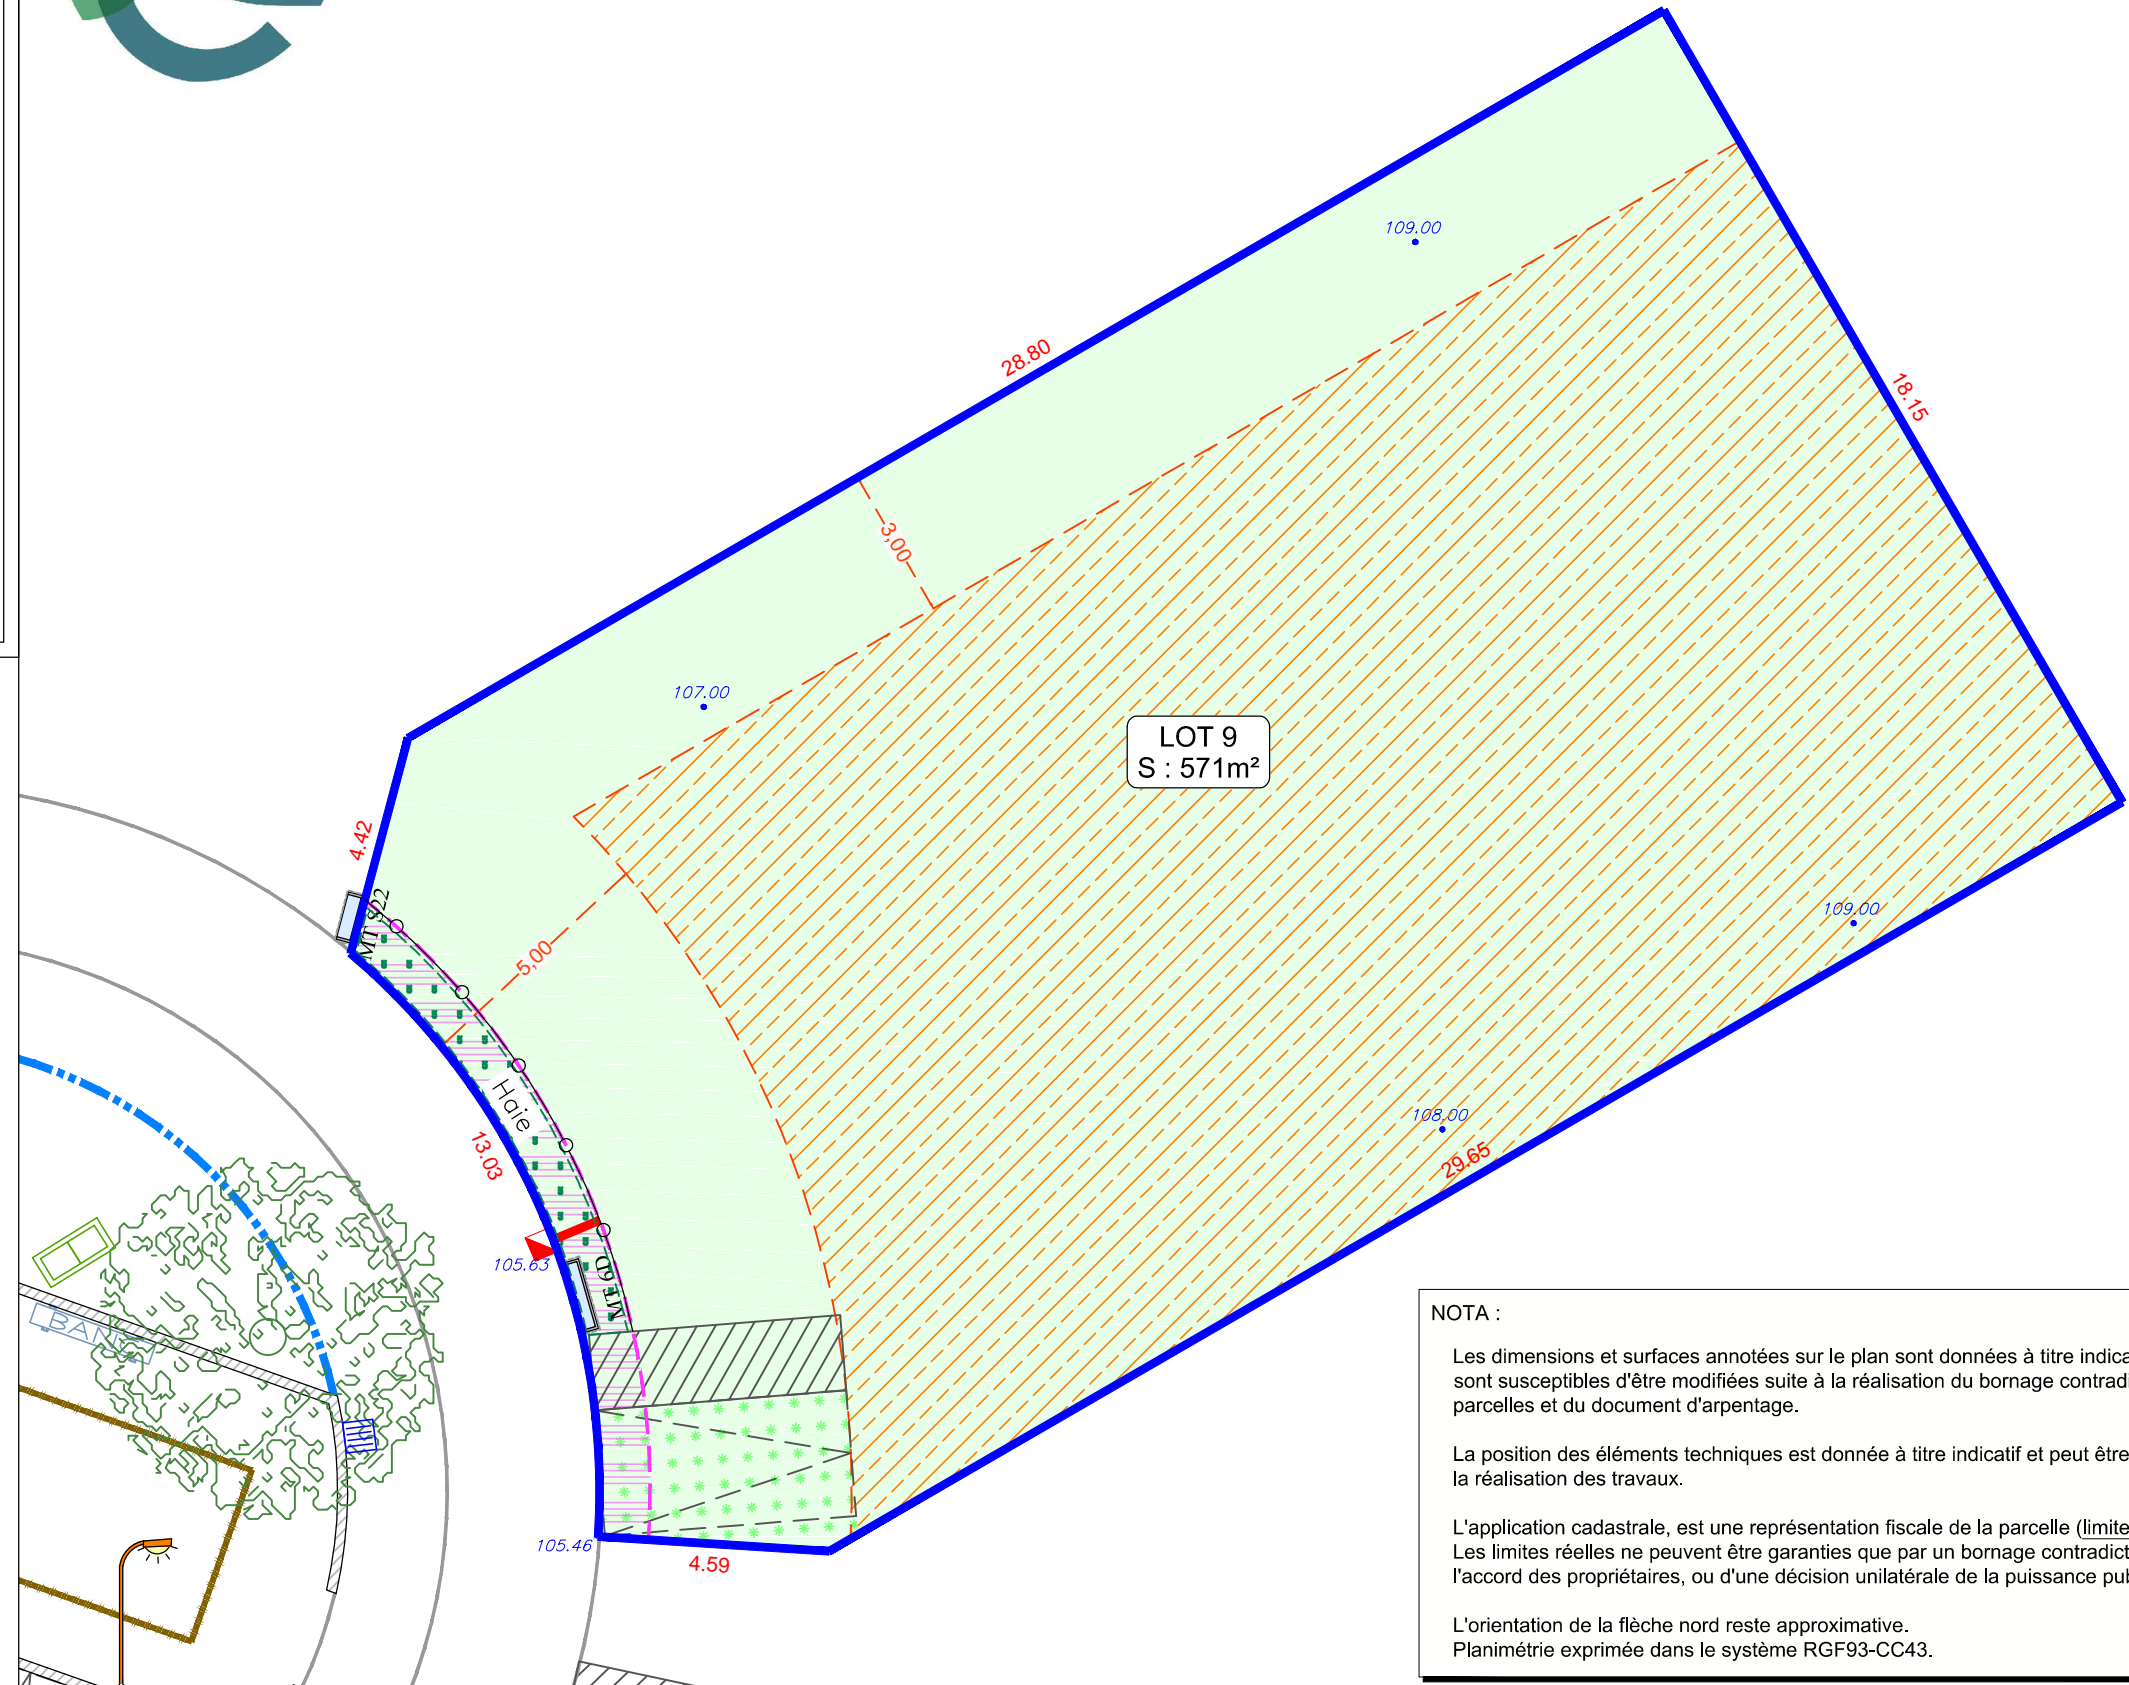 109.00
28.80
18.15
3,00
107.00
LOT 9
S : 571m²
4.42
MT S22
109.00
5,00
Haie
108.00
13.03
29.65
105.63
MT 6D
BANC
NOTA :
Les dimensions et surfaces annotées sur le plan sont données à titre indica
sont susceptibles d'être modifiées suite à la réalisation du bornage contradi
parcelles et du document d'arpentage.
La position des éléments techniques est donnée à titre indicatif et peut être
la réalisation des travaux.
L'application cadastrale, est une représentation fiscale de la parcelle (limite
Les limites réelles ne peuvent être garanties que par un bornage contradict
l'accord des propriétaires, ou d'une décision unilatérale de la puissance pub
L'orientation de la flèche nord reste approximative.
Planimétrie exprimée dans le système RGF93-CC43.
105.46
4.59